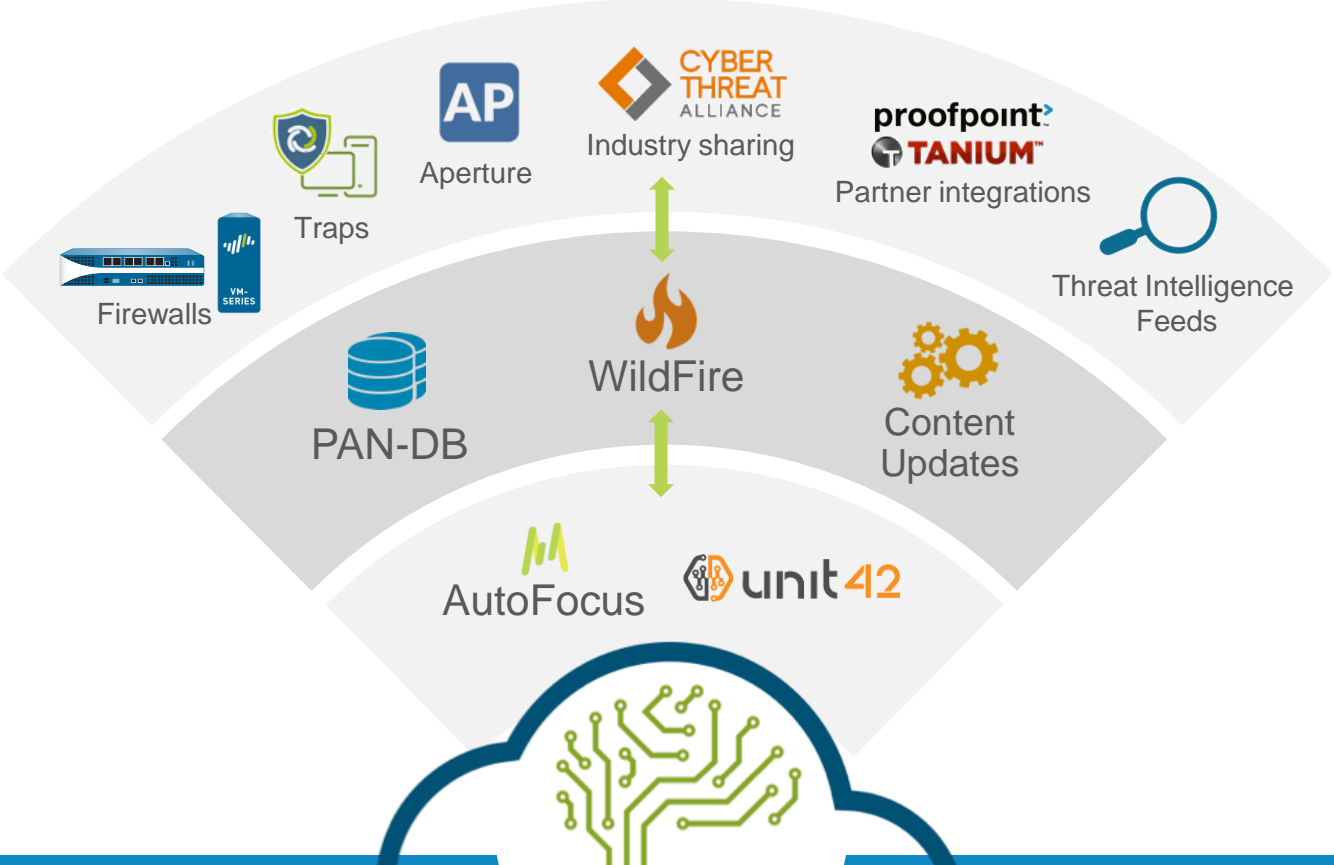 CYBER
THREAT
ALLIANCE
Industry sharing
AP
Aperture
proofpoint
TANIUM™
Partner integrations
Traps
VM-
SERIES
Firewalls
Threat Intelligence
Feeds
WildFire
PAN-DB
Content
Updates
AutoFocus
unit 42